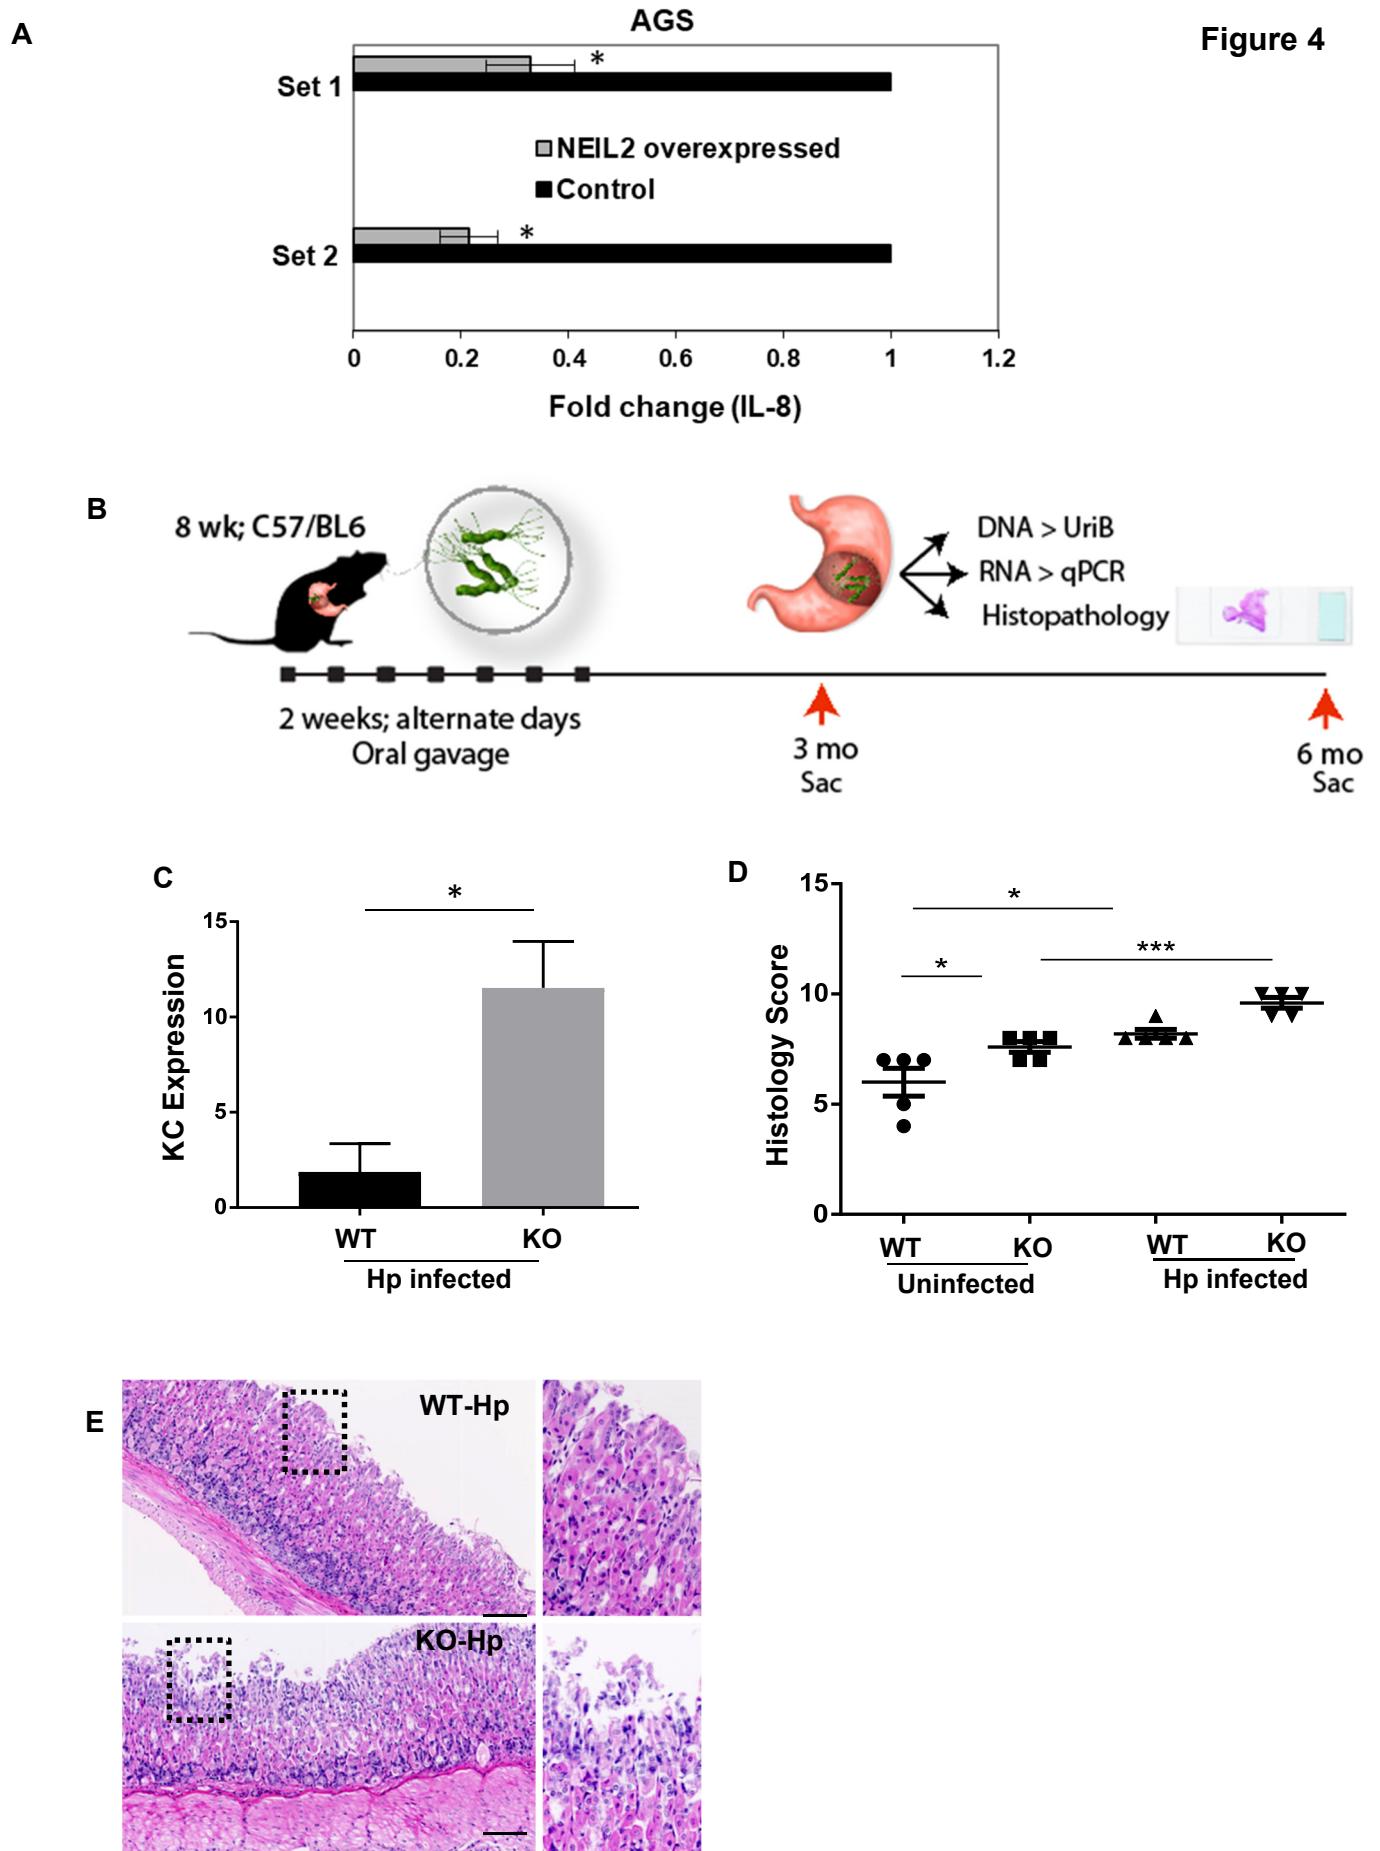 A
AGS
Figure 4
Set 1
*
NEIL2 overexpressed
Control
Set 2
*
0 0.2 0.4 0.6 0.8 1 1.2
Fold change (IL-8)
B
8 wk; C57/BL6
DNA > UriB
RNA > qPCR
Histopathology
2 weeks; alternate days
Oral gavage
3 mo
Sac
6 mo
Sac
C
*
KC Expression
15
10
5
0
WT KO
Hp infected
D
*
*
***
Histology Score
15
10
5
0
WT KO WT KO
Uninfected Hp infected
E
WT-Hp
KO-Hp